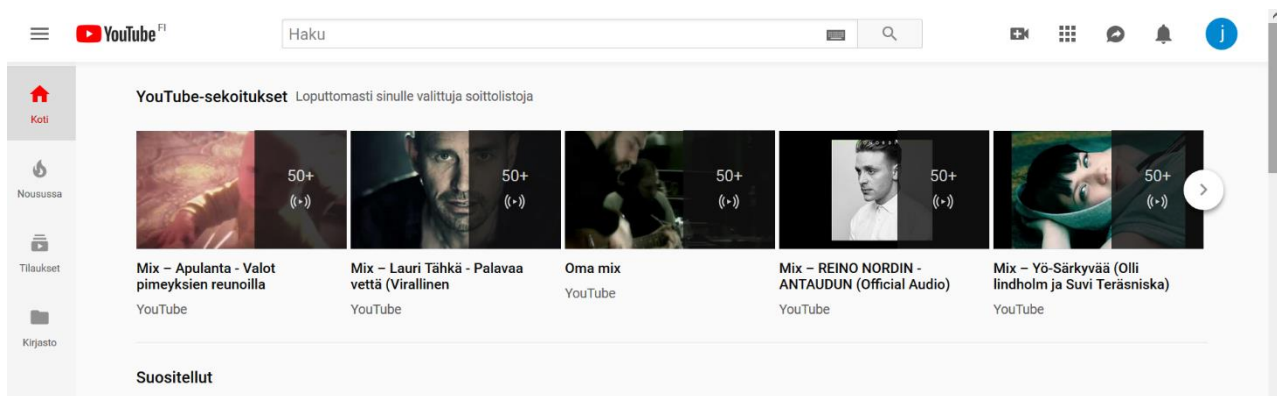 YouTube FI
Haku
j
Koti
Nousussa
Tilaukset
Kirjasto
YouTube-sekoitukset Loputtomasti sinulle valittuja soittolistoja
50+
50+
50+
50+
50+
Mix – Apulanta - Valot
pimeyksien reunoilla
YouTube
Mix – Lauri Tähkä - Palavaa
vettä (Virallinen
YouTube
Oma mix
YouTube
Mix – REINO NORDIN -
ANTAUDUN (Official Audio)
YouTube
Mix – Yö-Särkyvää (Olli
lindholm ja Suvi Teräsniska)
YouTube
Suositellut